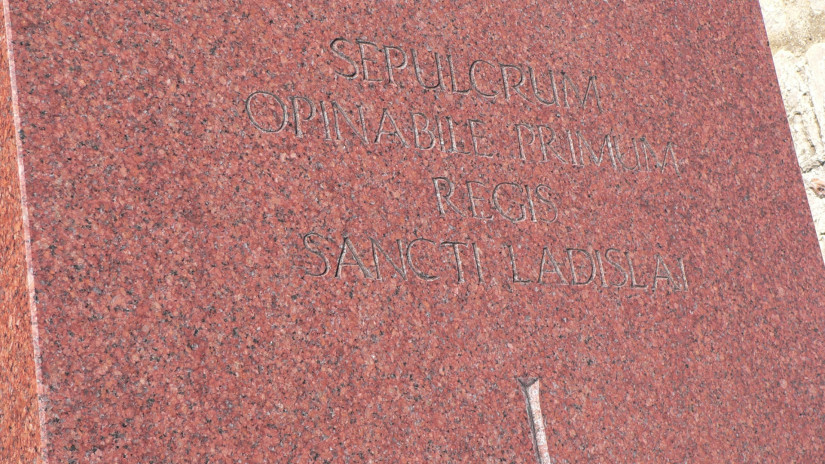 SEPULCRUM
OPINABILE PRIMUM
REGIS
SANCTI LADISLAI